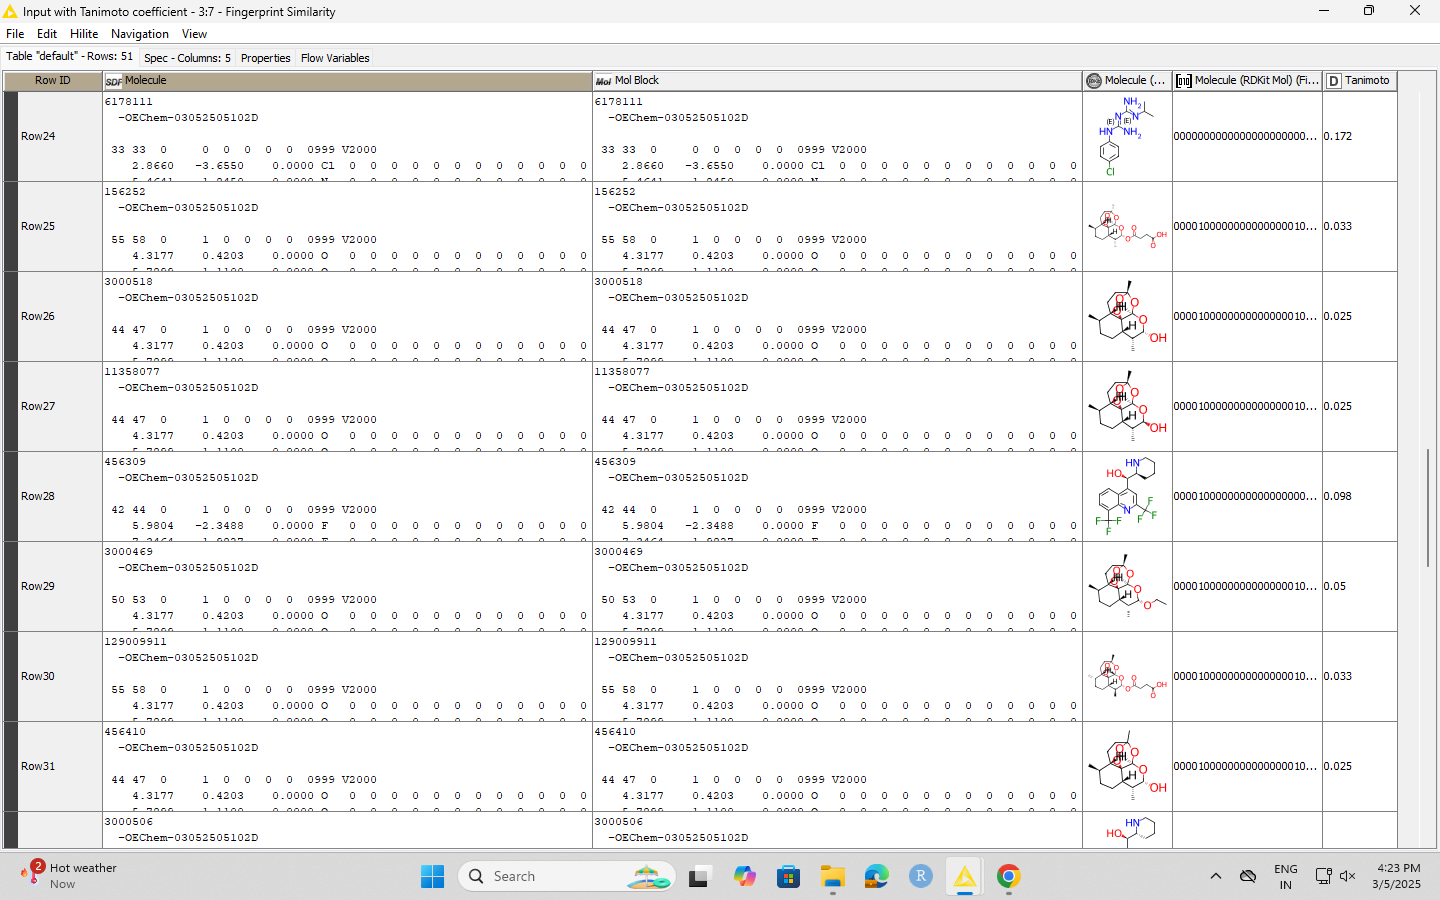 Input with Tanimoto coefficient - 3:7 - Fingerprint Similarity
File Edit Hilite Navigation View
Table "default" - Rows: 51 Spec - Columns: 5 Properties Flow Variables
Row ID SDF Molecule Mol Mol Block Molecule (... Molecule (RDKit Mol) (Fi... D Tanimoto
Row24
6178111
-OEChem-03052505102D
33 33 0 0 0 0 0 0 0999 V2000
2.8660 -3.6550 0.0000 Cl 0 0 0 0 0 0 0 0 0 0 0 0
6178111
-OEChem-03052505102D
33 33 0 0 0 0 0 0 0999 V2000
2.8660 -3.6550 0.0000 Cl 0 0 0 0 0 0 0 0 0 0 0 0
0.172
Row25
156252
-OEChem-03052505102D
55 58 0 1 0 0 0 0 0999 V2000
4.3177 0.4203 0.0000 O 0 0 0 0 0 0 0 0 0 0 0 0
156252
-OEChem-03052505102D
55 58 0 1 0 0 0 0 0999 V2000
4.3177 0.4203 0.0000 O 0 0 0 0 0 0 0 0 0 0 0 0
0.033
Row26
3000518
-OEChem-03052505102D
44 47 0 1 0 0 0 0 0999 V2000
4.3177 0.4203 0.0000 O 0 0 0 0 0 0 0 0 0 0 0 0
3000518
-OEChem-03052505102D
44 47 0 1 0 0 0 0 0999 V2000
4.3177 0.4203 0.0000 O 0 0 0 0 0 0 0 0 0 0 0 0
0.025
Row27
11358077
-OEChem-03052505102D
44 47 0 1 0 0 0 0 0999 V2000
4.3177 0.4203 0.0000 O 0 0 0 0 0 0 0 0 0 0 0 0
11358077
-OEChem-03052505102D
44 47 0 1 0 0 0 0 0999 V2000
4.3177 0.4203 0.0000 O 0 0 0 0 0 0 0 0 0 0 0 0
0.025
Row28
456309
-OEChem-03052505102D
42 44 0 1 0 0 0 0 0999 V2000
5.9804 -2.3488 0.0000 F 0 0 0 0 0 0 0 0 0 0 0 0
456309
-OEChem-03052505102D
42 44 0 1 0 0 0 0 0999 V2000
5.9804 -2.3488 0.0000 F 0 0 0 0 0 0 0 0 0 0 0 0
0.098
Row29
3000469
-OEChem-03052505102D
50 53 0 1 0 0 0 0 0999 V2000
4.3177 0.4203 0.0000 O 0 0 0 0 0 0 0 0 0 0 0 0
3000469
-OEChem-03052505102D
50 53 0 1 0 0 0 0 0999 V2000
4.3177 0.4203 0.0000 O 0 0 0 0 0 0 0 0 0 0 0 0
0.05
Row30
129009911
-OEChem-03052505102D
55 58 0 1 0 0 0 0 0999 V2000
4.3177 0.4203 0.0000 O 0 0 0 0 0 0 0 0 0 0 0 0
129009911
-OEChem-03052505102D
55 58 0 1 0 0 0 0 0999 V2000
4.3177 0.4203 0.0000 O 0 0 0 0 0 0 0 0 0 0 0 0
0.033
Row31
456410
-OEChem-03052505102D
44 47 0 1 0 0 0 0 0999 V2000
4.3177 0.4203 0.0000 O 0 0 0 0 0 0 0 0 0 0 0 0
456410
-OEChem-03052505102D
44 47 0 1 0 0 0 0 0999 V2000
4.3177 0.4203 0.0000 O 0 0 0 0 0 0 0 0 0 0 0 0
0.025
3000506
-OEChem-03052505102D
3000506
-OEChem-03052505102D
2 Hot weather
Now
Search
ENG
IN
4:23 PM
3/5/2025